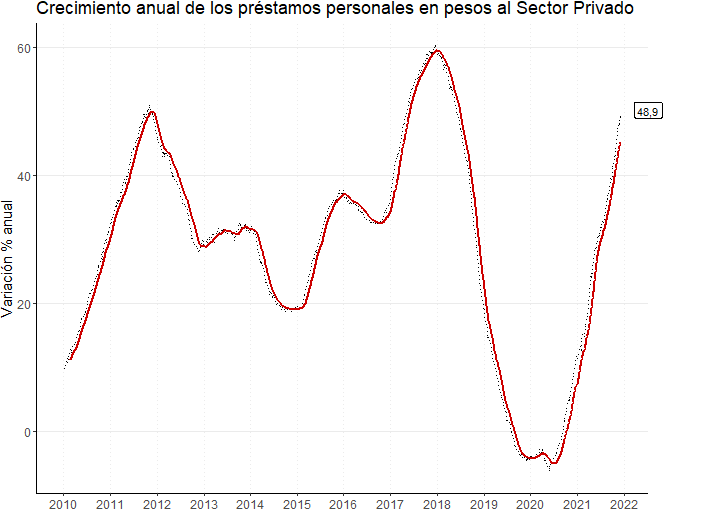 Crecimiento anual de los préstamos personales en pesos al Sector Privado
60
48,9
40
Variación % anual
20
0
2010 2011 2012 2013 2014 2015 2016 2017 2018 2019 2020 2021 2022